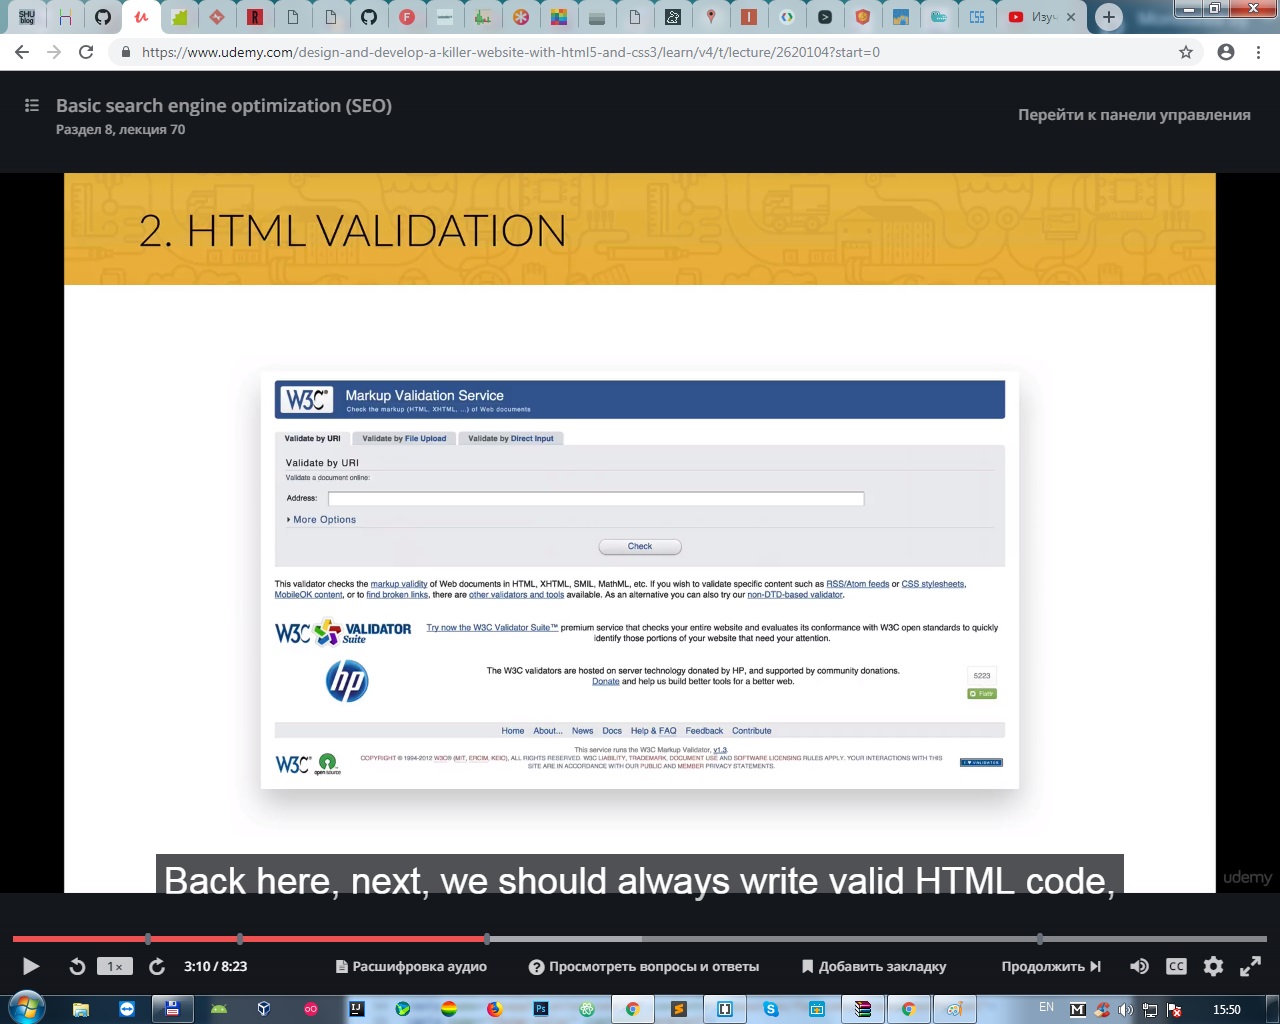 SHU
blog
Изуч
https://www.udemy.com/design-and-develop-a-killer-website-with-html5-and-css3/learn/v4/t/lecture/2620104?start=0
Basic search engine optimization (SEO)
Раздел 8, лекция 70
Перейти к панели управления
2. HTML VALIDATION
W3C® Markup Validation Service
Check the markup (HTML, XHTML, ...) of Web documents
Validate by URI Validate by File Upload Validate by Direct Input
Validate by URI
Validate a document online:
Address:
More Options
Check
This validator checks the markup validity of Web documents in HTML, XHTML, SMIL, MathML, etc. If you wish to validate specific content such as RSS/Atom feeds or CSS stylesheets,
MobileOK content, or to find broken links, there are other validators and tools available. As an alternative you can also try our non-DTD-based validator.
W3C VALIDATOR Suite
Try now the W3C Validator Suite™ premium service that checks your entire website and evaluates its conformance with W3C open standards to quickly
identify those portions of your website that need your attention.
hp
The W3C validators are hosted on server technology donated by HP, and supported by community donations.
Donate and help us build better tools for a better web.
5223
Flattr
Home About... News Docs Help & FAQ Feedback Contribute
This service runs the W3C Markup Validator, v1.3.
W3C® open source
COPYRIGHT © 1994-2012 W3C® (MIT, ERCIM, KEIO), ALL RIGHTS RESERVED. W3C LIABILITY, TRADEMARK, DOCUMENT USE AND SOFTWARE LICENSING RULES APPLY. YOUR INTERACTIONS WITH THIS
SITE ARE IN ACCORDANCE WITH OUR PUBLIC AND MEMBER PRIVACY STATEMENTS.
I ♥ VALIDATOR
Back here, next, we should always write valid HTML code,
udemy
1× 3:10 / 8:23 Расшифровка аудио Просмотреть вопросы и ответы Добавить закладку Продолжить CC
EN 15:50